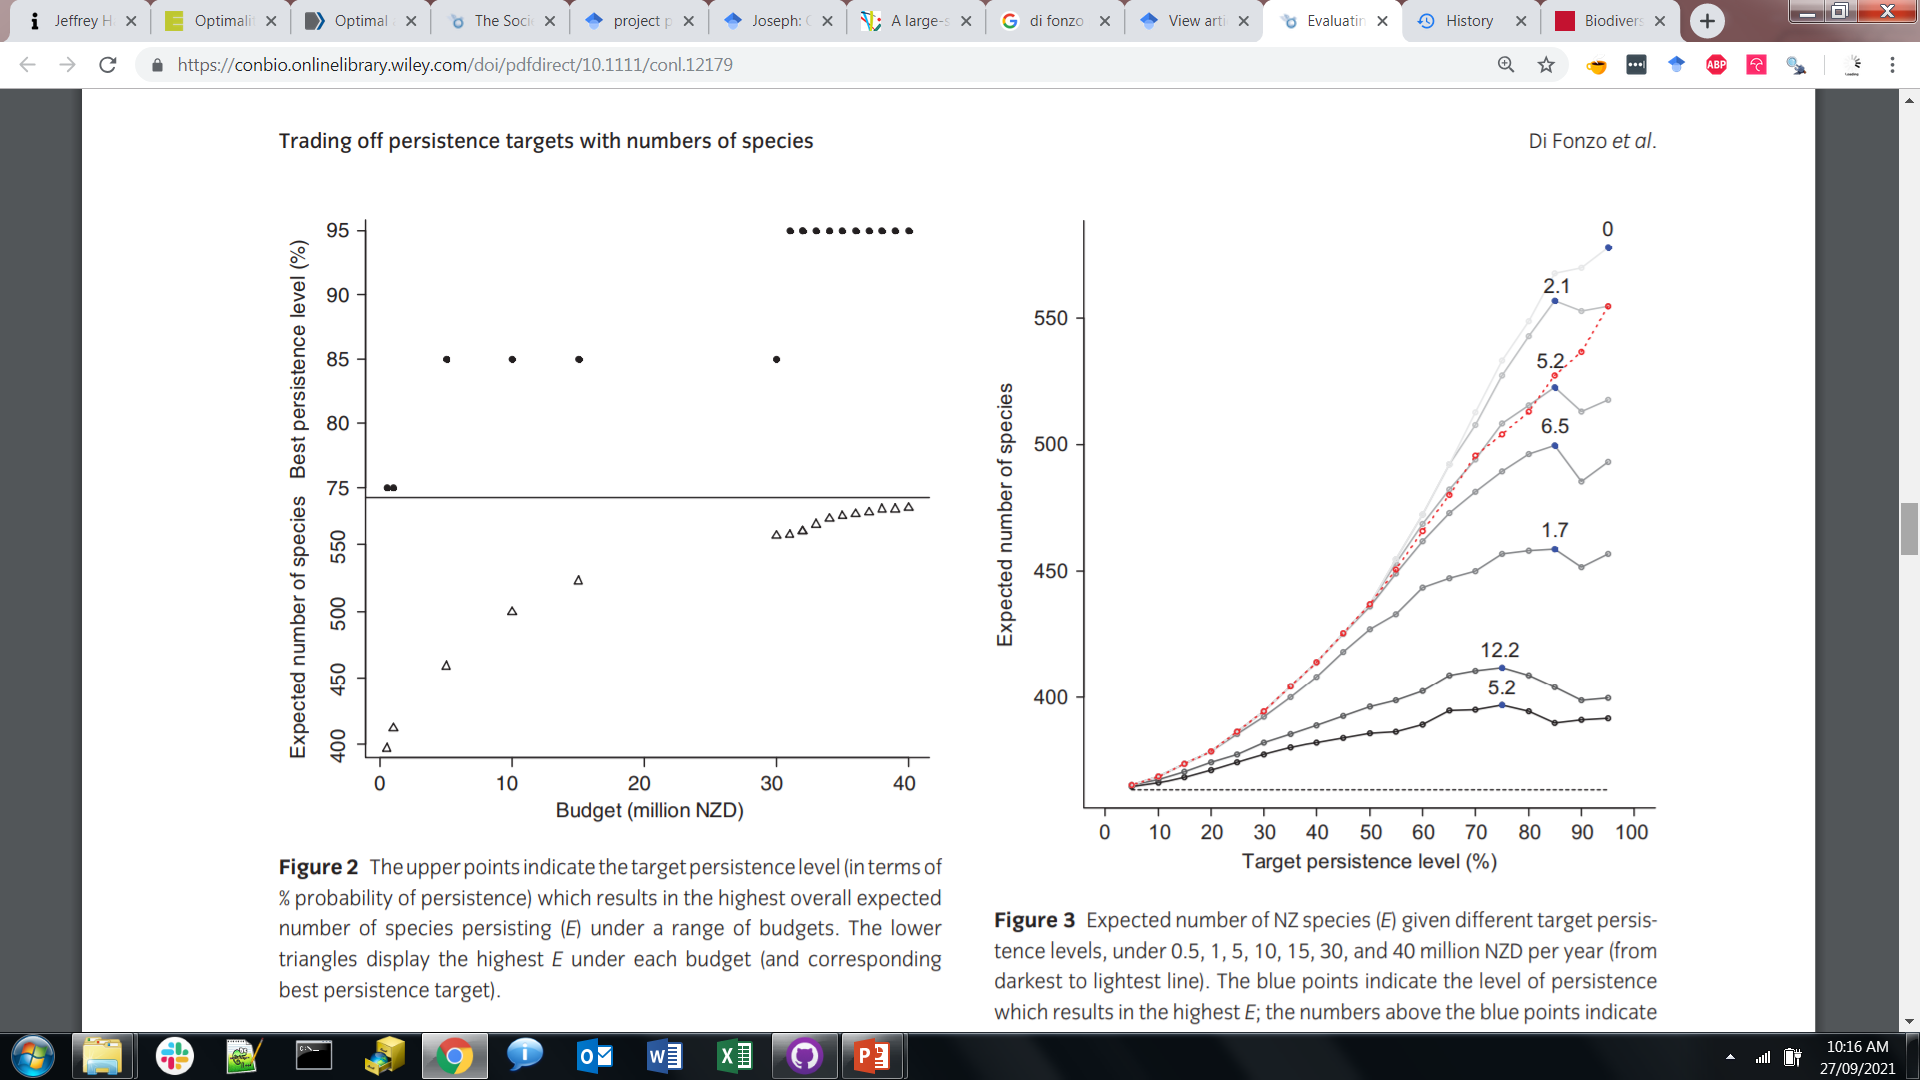 Jeffrey H
Optimali
Optimal
The Soci
project p
Joseph: 
A large-s
di fonzo
View arti
Evaluatin
History
Biodivers
https://conbio.onlinelibrary.wiley.com/doi/pdfdirect/10.1111/conl.12179
ABP
Trading off persistence targets with numbers of species
Di Fonzo et al.
Best persistence level (%)
95
90
85
80
75
Expected number of species
550
500
450
400
0 10 20 30 40
Budget (million NZD)
Figure 2 The upper points indicate the target persistence level (in terms of
% probability of persistence) which results in the highest overall expected
number of species persisting (E) under a range of budgets. The lower
triangles display the highest E under each budget (and corresponding
best persistence target).
Expected number of species
550
500
450
400
0
2.1
5.2
6.5
1.7
12.2
5.2
0 10 20 30 40 50 60 70 80 90 100
Target persistence level (%)
Figure 3 Expected number of NZ species (E) given different target persis-
tence levels, under 0.5, 1, 5, 10, 15, 30, and 40 million NZD per year (from
darkest to lightest line). The blue points indicate the level of persistence
which results in the highest E; the numbers above the blue points indicate
10:16 AM
27/09/2021